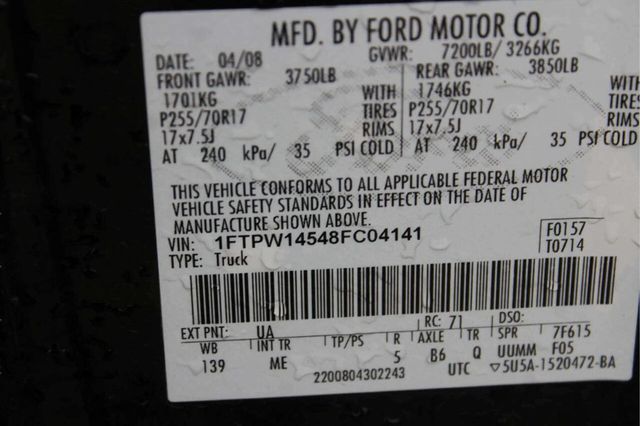 MFD. BY FORD MOTOR CO.
DATE: 04/08 GVWR: 7200LB/ 3266KG
FRONT GAWR: 3750LB REAR GAWR: 3850LB
1701KG WITH 1746KG WITH
P255/70R17 TIRES P255/70R17 TIRES
17x7.5J RIMS 17x7.5J RIMS
AT 240 kPa/ 35 PSI COLD AT 240 kPa/ 35 PSI COLD
THIS VEHICLE CONFORMS TO ALL APPLICABLE FEDERAL MOTOR
VEHICLE SAFETY STANDARDS IN EFFECT ON THE DATE OF
MANUFACTURE SHOWN ABOVE.
VIN: 1FTPW14548FC04141 F0157
TYPE: Truck T0714
EXT PNT: UA RC: 71 DSO:
WB INT TR TP/PS R AXLE TR SPR 7F615
139 ME 5 B6 Q UUMM F05
2200804302243 UTC ▽5U5A-1520472-BA